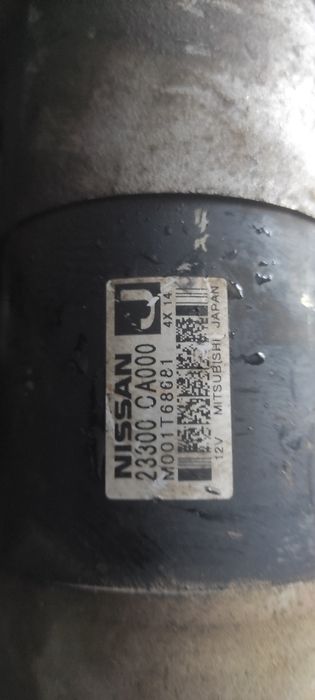 NISSAN J
23300 CA000 4X 14
M001T68681
12V MITSUBISHI JAPAN